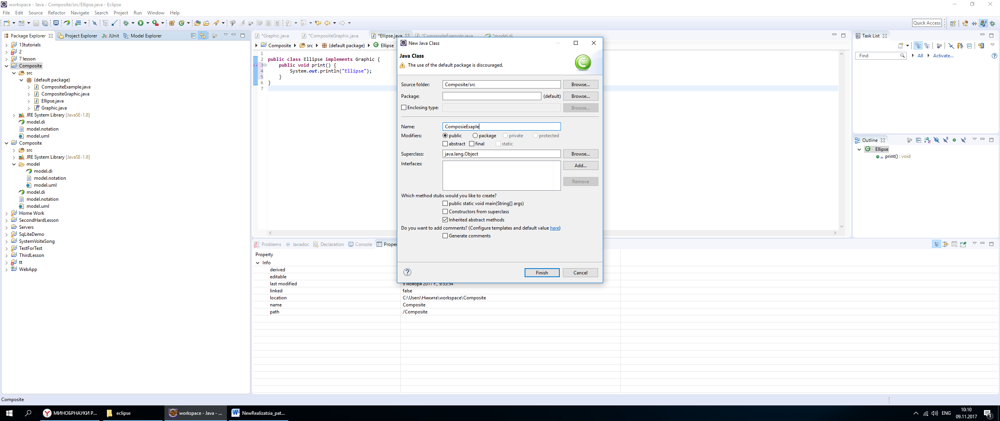 workspace - Java - Composite/src/Ellipse.java - Eclipse
File Edit Source Refactor Navigate Search Project Run Window Help
Quick Access
Package Explorer Project Explorer JUnit Model Explorer
13tutorials
2
7 lesson
Composite
src
(default package)
CompositeExample.java
CompositeGraphic.java
Ellipse.java
Graphic.java
JRE System Library [JavaSE-1.8]
model.di
model.notation
model.uml
Composite
src
JRE System Library [JavaSE-1.8]
model
model.di
model.notation
model.uml
model.di
model.notation
model.uml
Home Work
SecondHardLesson
Servers
SqLiteDemo
SystemVoiteSong
TestForTest
ThirdLesson
tt
WebApp
*Graphic.java *CompositeGraphic.java *Ellipse.java *CompositeExample.java *model.di
Composite src (default package) Ellipse
1
2 public class Ellipse implements Graphic {
3 public void print() {
4 System.out.println("Ellipse");
5 }
6 }
7
New Java Class
Java Class
The use of the default package is discouraged.
Source folder: Composite/src Browse...
Package: (default) Browse...
Enclosing type: Browse...
Name: ComposieExaple
Modifiers: public package private protected
abstract final static
Superclass: java.lang.Object Browse...
Interfaces: Add...
Remove
Which method stubs would you like to create?
public static void main(String[] args)
Constructors from superclass
Inherited abstract methods
Do you want to add comments? (Configure templates and default value here)
Generate comments
Finish Cancel
Task List
Find All Activate...
Outline
Ellipse
print() : void
Problems @ Javadoc Declaration Console Proper
Property
Info
derived
editable
last modified 9 ноября 2017 г., 9:53:54
linked false
location C:\Users\Никита\workspace\Composite
name Composite
path /Composite
Composite
МИНОБРНАУКИ Р... eclipse workspace - Java - ... NewRealizatsia_pat...
ENG 10:10
09.11.2017
1